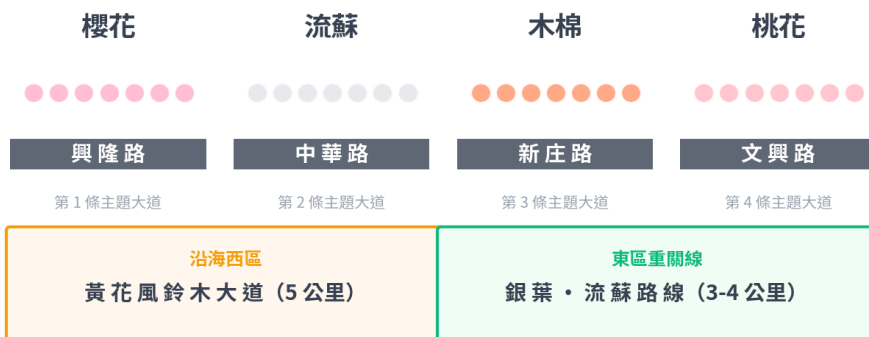 櫻花 流蘇 木棉 桃花
興隆路 中華路 新庄路 文興路
第 1 條主題大道 第 2 條主題大道 第 3 條主題大道 第 4 條主題大道
沿海西區
黃花風鈴木大道（5 公里）
東區重關線
銀葉・流蘇路線（3-4 公里）